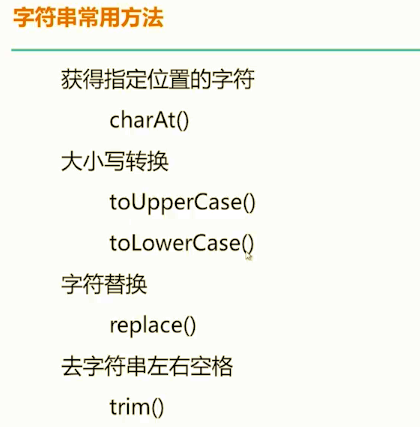 字符串常用方法
获得指定位置的字符
charAt()
大小写转换
toUpperCase()
toLowerCase()
字符替换
replace()
去字符串左右空格
trim()